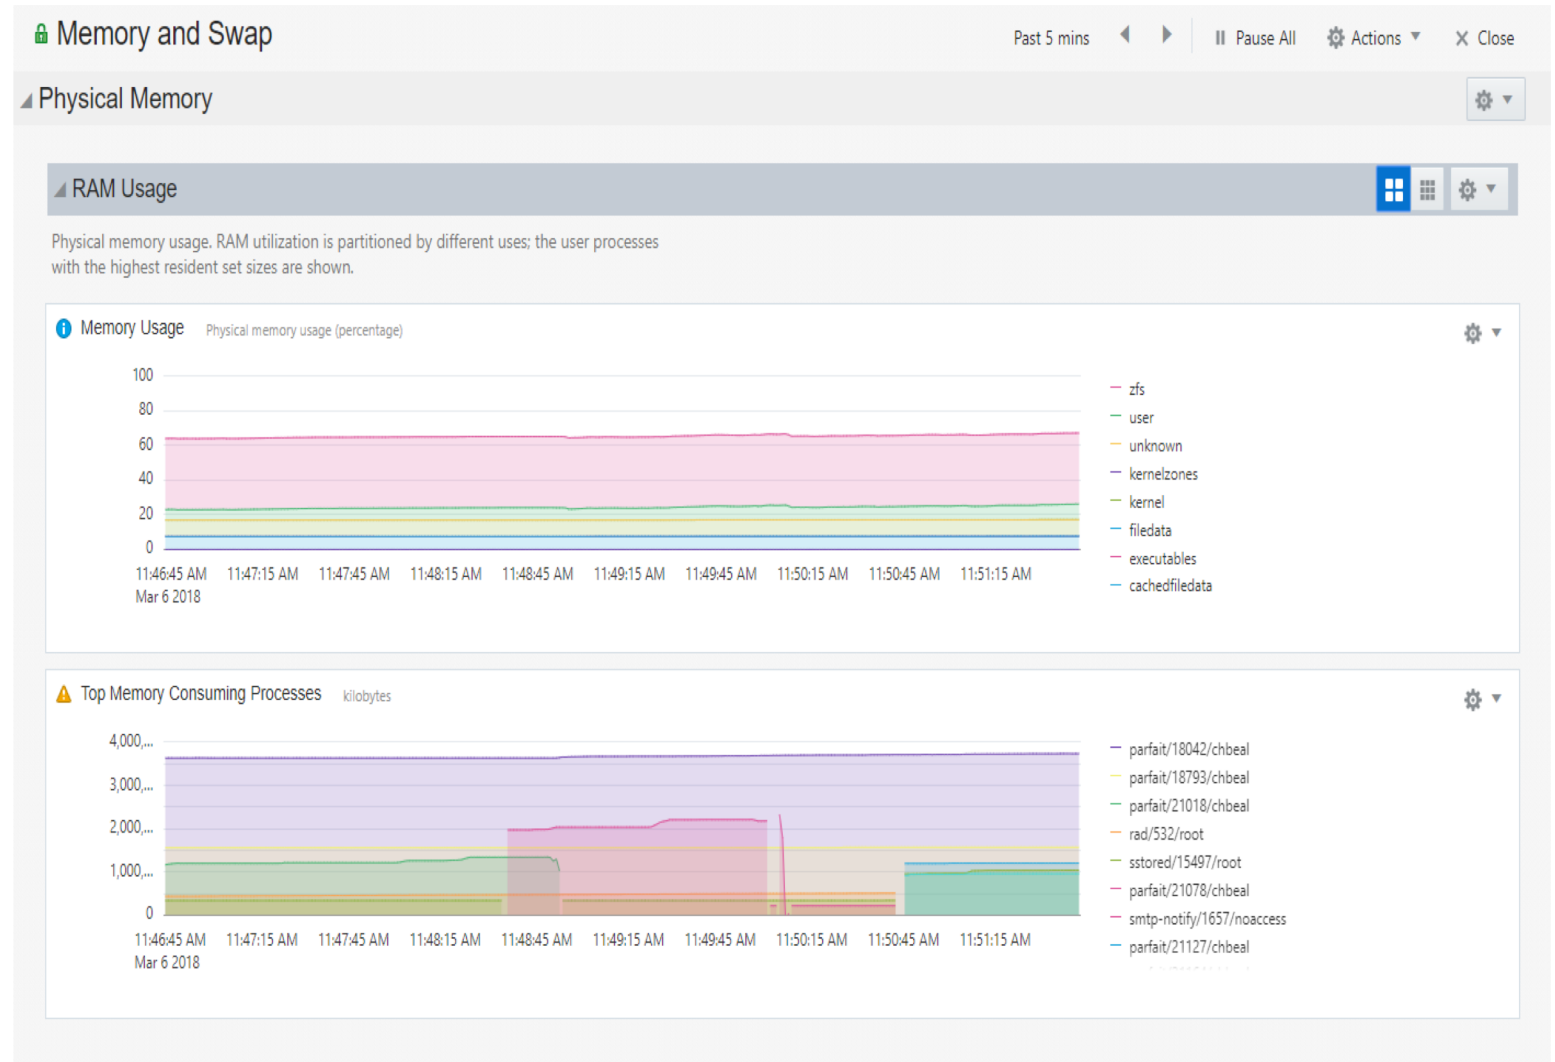 Memory and Swap
Past 5 mins
Pause All
Actions
Close
Physical Memory
RAM Usage
Physical memory usage. RAM utilization is partitioned by different uses; the user processes
with the highest resident set sizes are shown.
Memory Usage Physical memory usage (percentage)
100
80
60
40
20
0
11:46:45 AM 11:47:15 AM 11:47:45 AM 11:48:15 AM 11:48:45 AM 11:49:15 AM 11:49:45 AM 11:50:15 AM 11:50:45 AM 11:51:15 AM
Mar 6 2018
zfs
user
unknown
kernelzones
kernel
filedata
executables
cachedfiledata
Top Memory Consuming Processes kilobytes
4,000,...
3,000,...
2,000,...
1,000,...
0
11:46:45 AM 11:47:15 AM 11:47:45 AM 11:48:15 AM 11:48:45 AM 11:49:15 AM 11:49:45 AM 11:50:15 AM 11:50:45 AM 11:51:15 AM
Mar 6 2018
parfait/18042/chbeal
parfait/18793/chbeal
parfait/21018/chbeal
rad/532/root
sstored/15497/root
parfait/21078/chbeal
smtp-notify/1657/noaccess
parfait/21127/chbeal